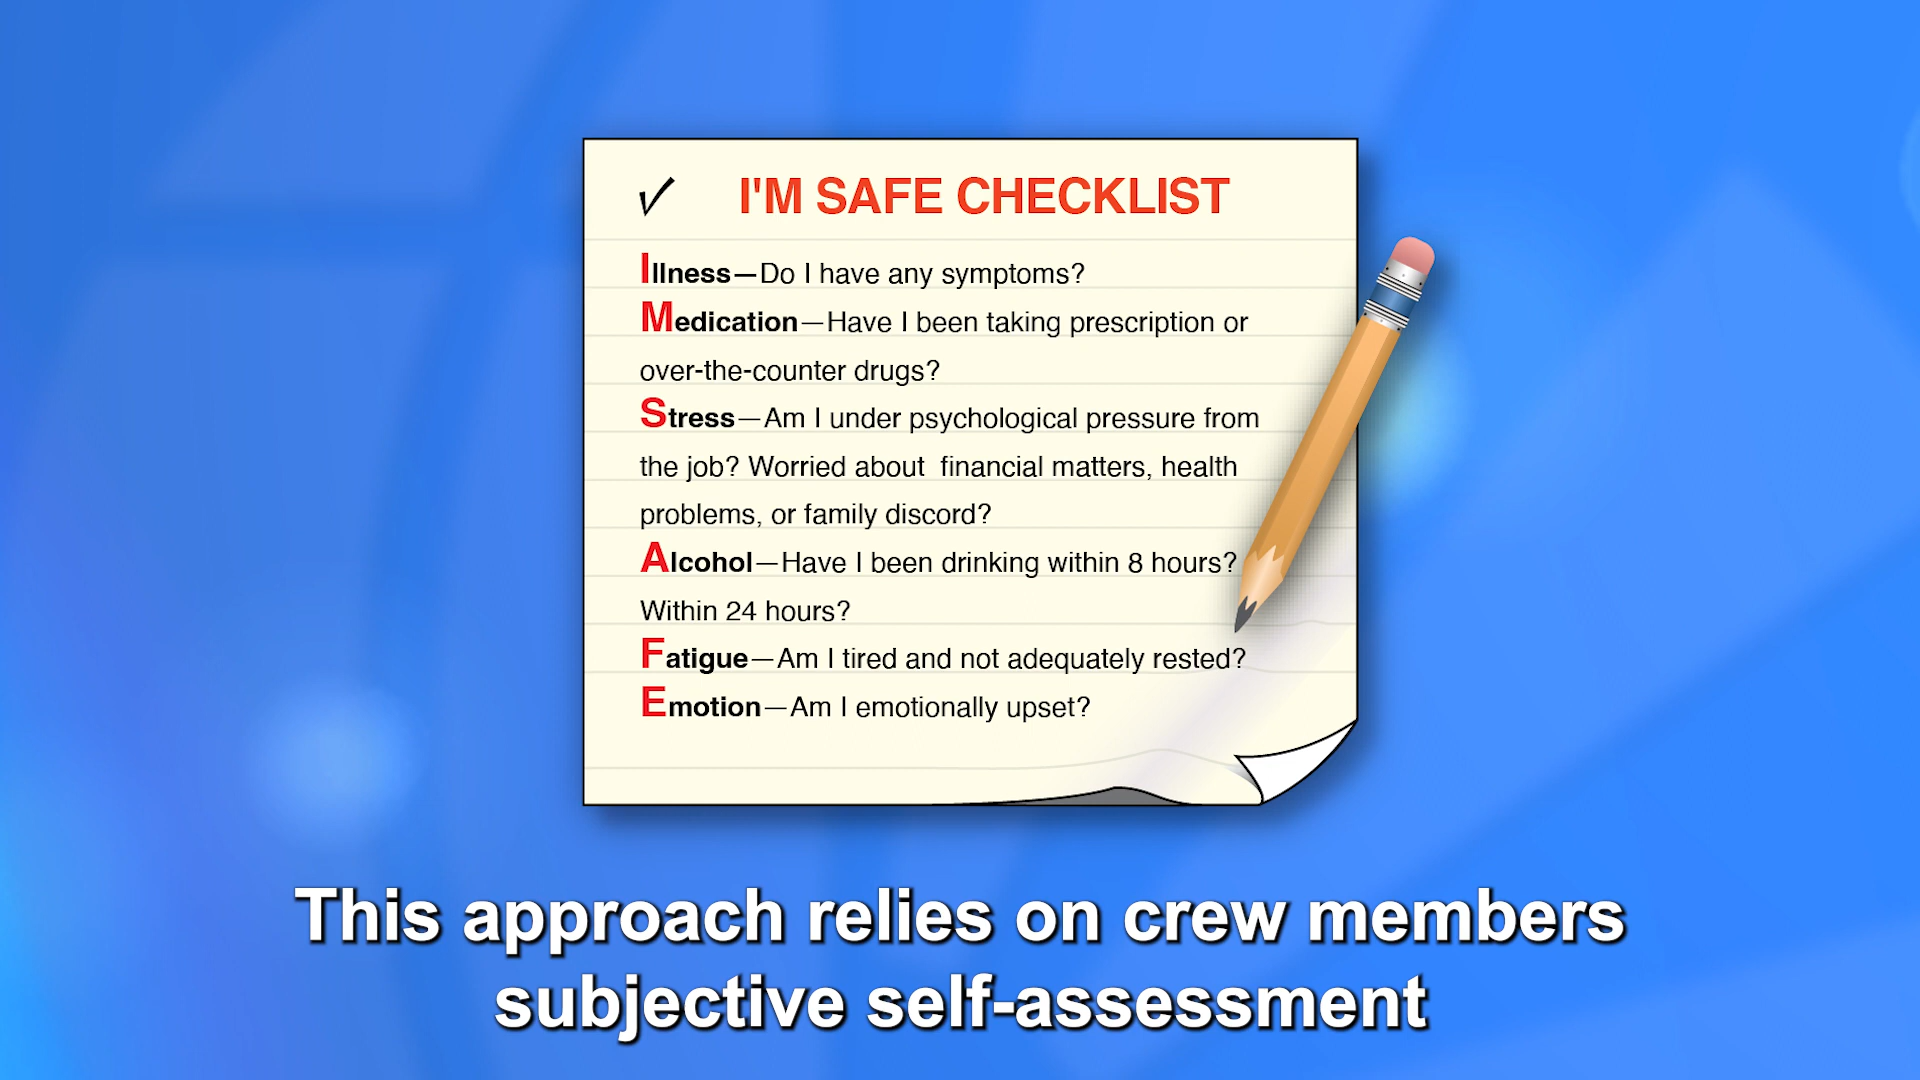 ✓ I'M SAFE CHECKLIST
Illness—Do I have any symptoms?
Medication—Have I been taking prescription or
over-the-counter drugs?
Stress—Am I under psychological pressure from
the job? Worried about  financial matters, health
problems, or family discord?
Alcohol—Have I been drinking within 8 hours?
Within 24 hours?
Fatigue—Am I tired and not adequately rested?
Emotion—Am I emotionally upset?
This approach relies on crew members
subjective self-assessment